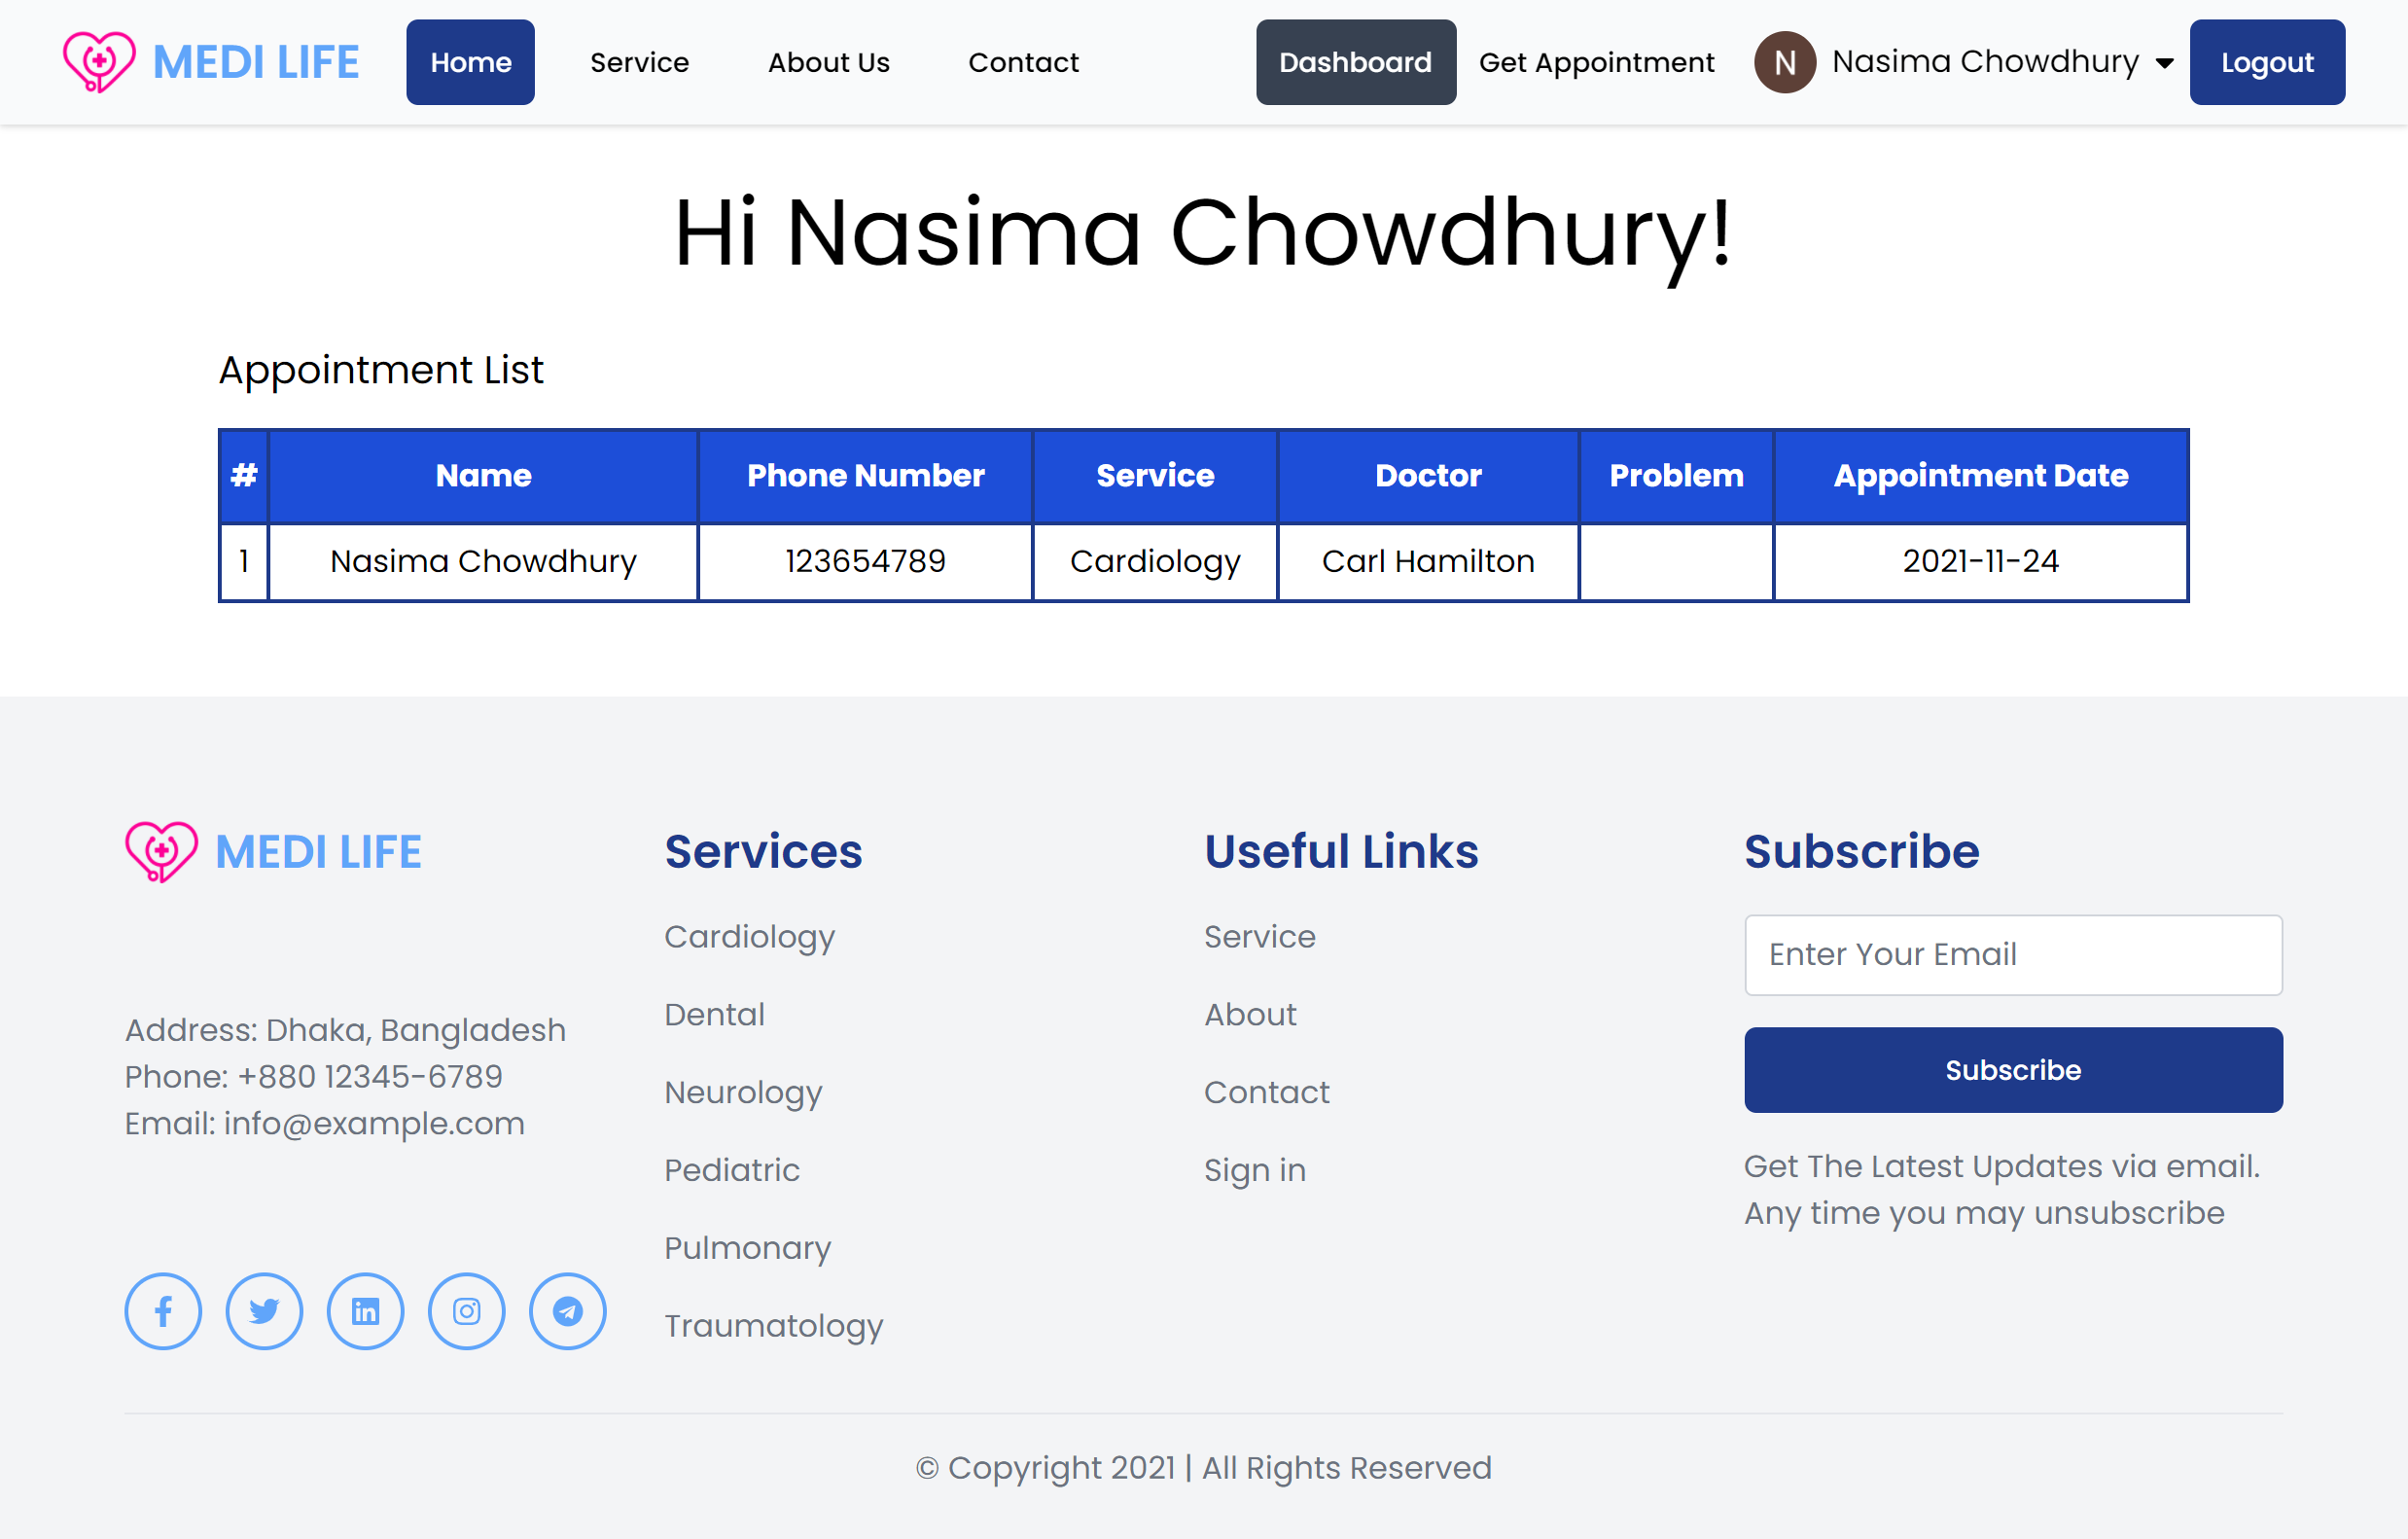 MEDI LIFE Home Service About Us Contact Dashboard Get Appointment N Nasima Chowdhury Logout
Hi Nasima Chowdhury!
Appointment List
# Name Phone Number Service Doctor Problem Appointment Date
1 Nasima Chowdhury 123654789 Cardiology Carl Hamilton 2021-11-24
MEDI LIFE
Address: Dhaka, Bangladesh
Phone: +880 12345-6789
Email: info@example.com
Services
Cardiology
Dental
Neurology
Pediatric
Pulmonary
Traumatology
Useful Links
Service
About
Contact
Sign in
Subscribe
Enter Your Email
Subscribe
Get The Latest Updates via email.
Any time you may unsubscribe
© Copyright 2021 | All Rights Reserved